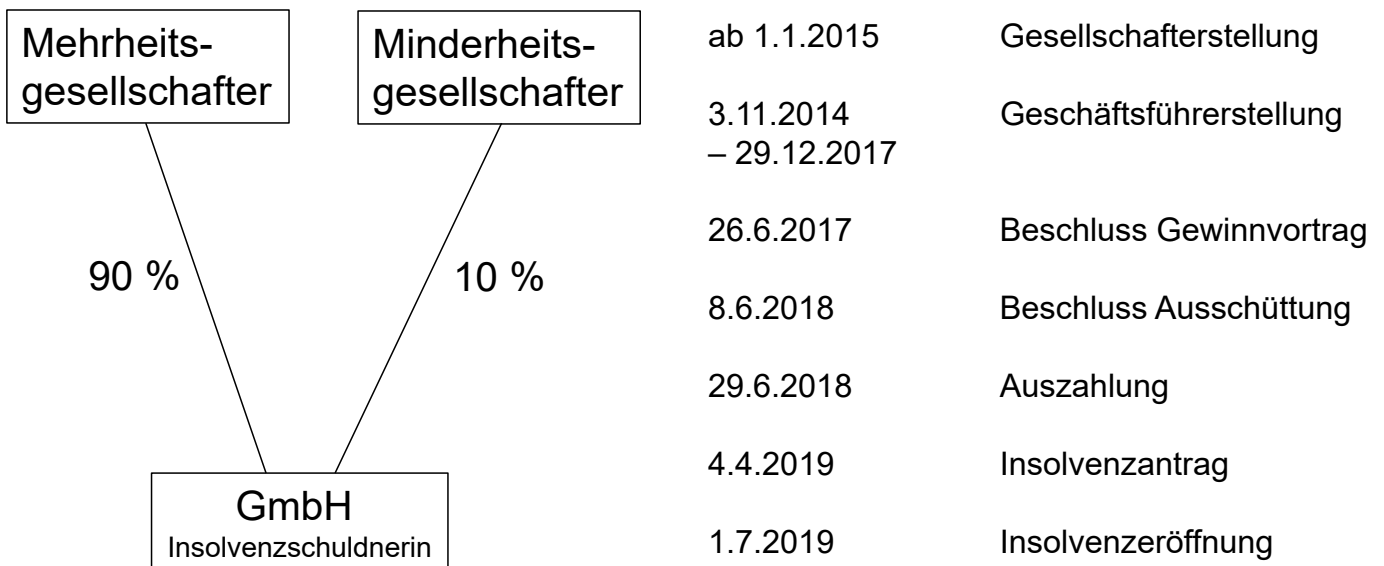 Mehrheits-
gesellschafter
Minderheits-
gesellschafter
90 %
10 %
GmbH
Insolvenzschuldnerin
ab 1.1.2015 Gesellschafterstellung
3.11.2014 Geschäftsführerstellung
– 29.12.2017
26.6.2017 Beschluss Gewinnvortrag
8.6.2018 Beschluss Ausschüttung
29.6.2018 Auszahlung
4.4.2019 Insolvenzantrag
1.7.2019 Insolvenzeröffnung